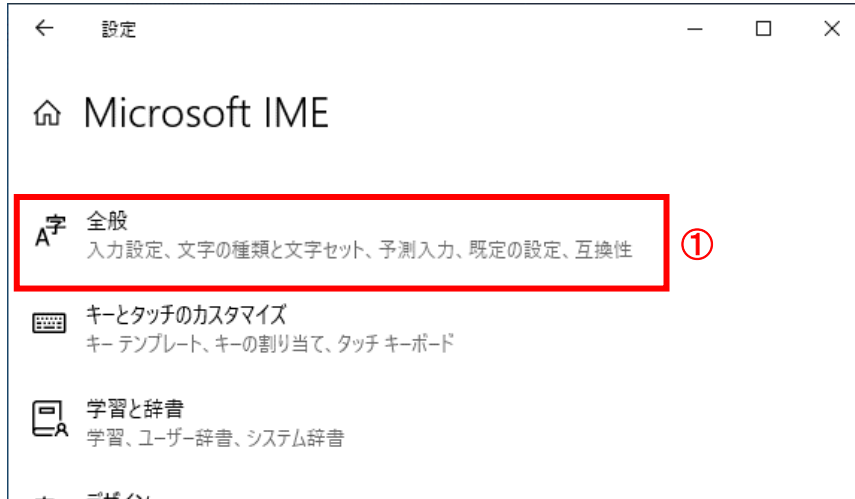 設定
Microsoft IME
全般
入力設定、文字の種類と文字セット、予測入力、既定の設定、互換性
①
キーとタッチのカスタマイズ
キー テンプレート、キーの割り当て、タッチ キーボード
学習と辞書
学習、ユーザー辞書、システム辞書
デザイン